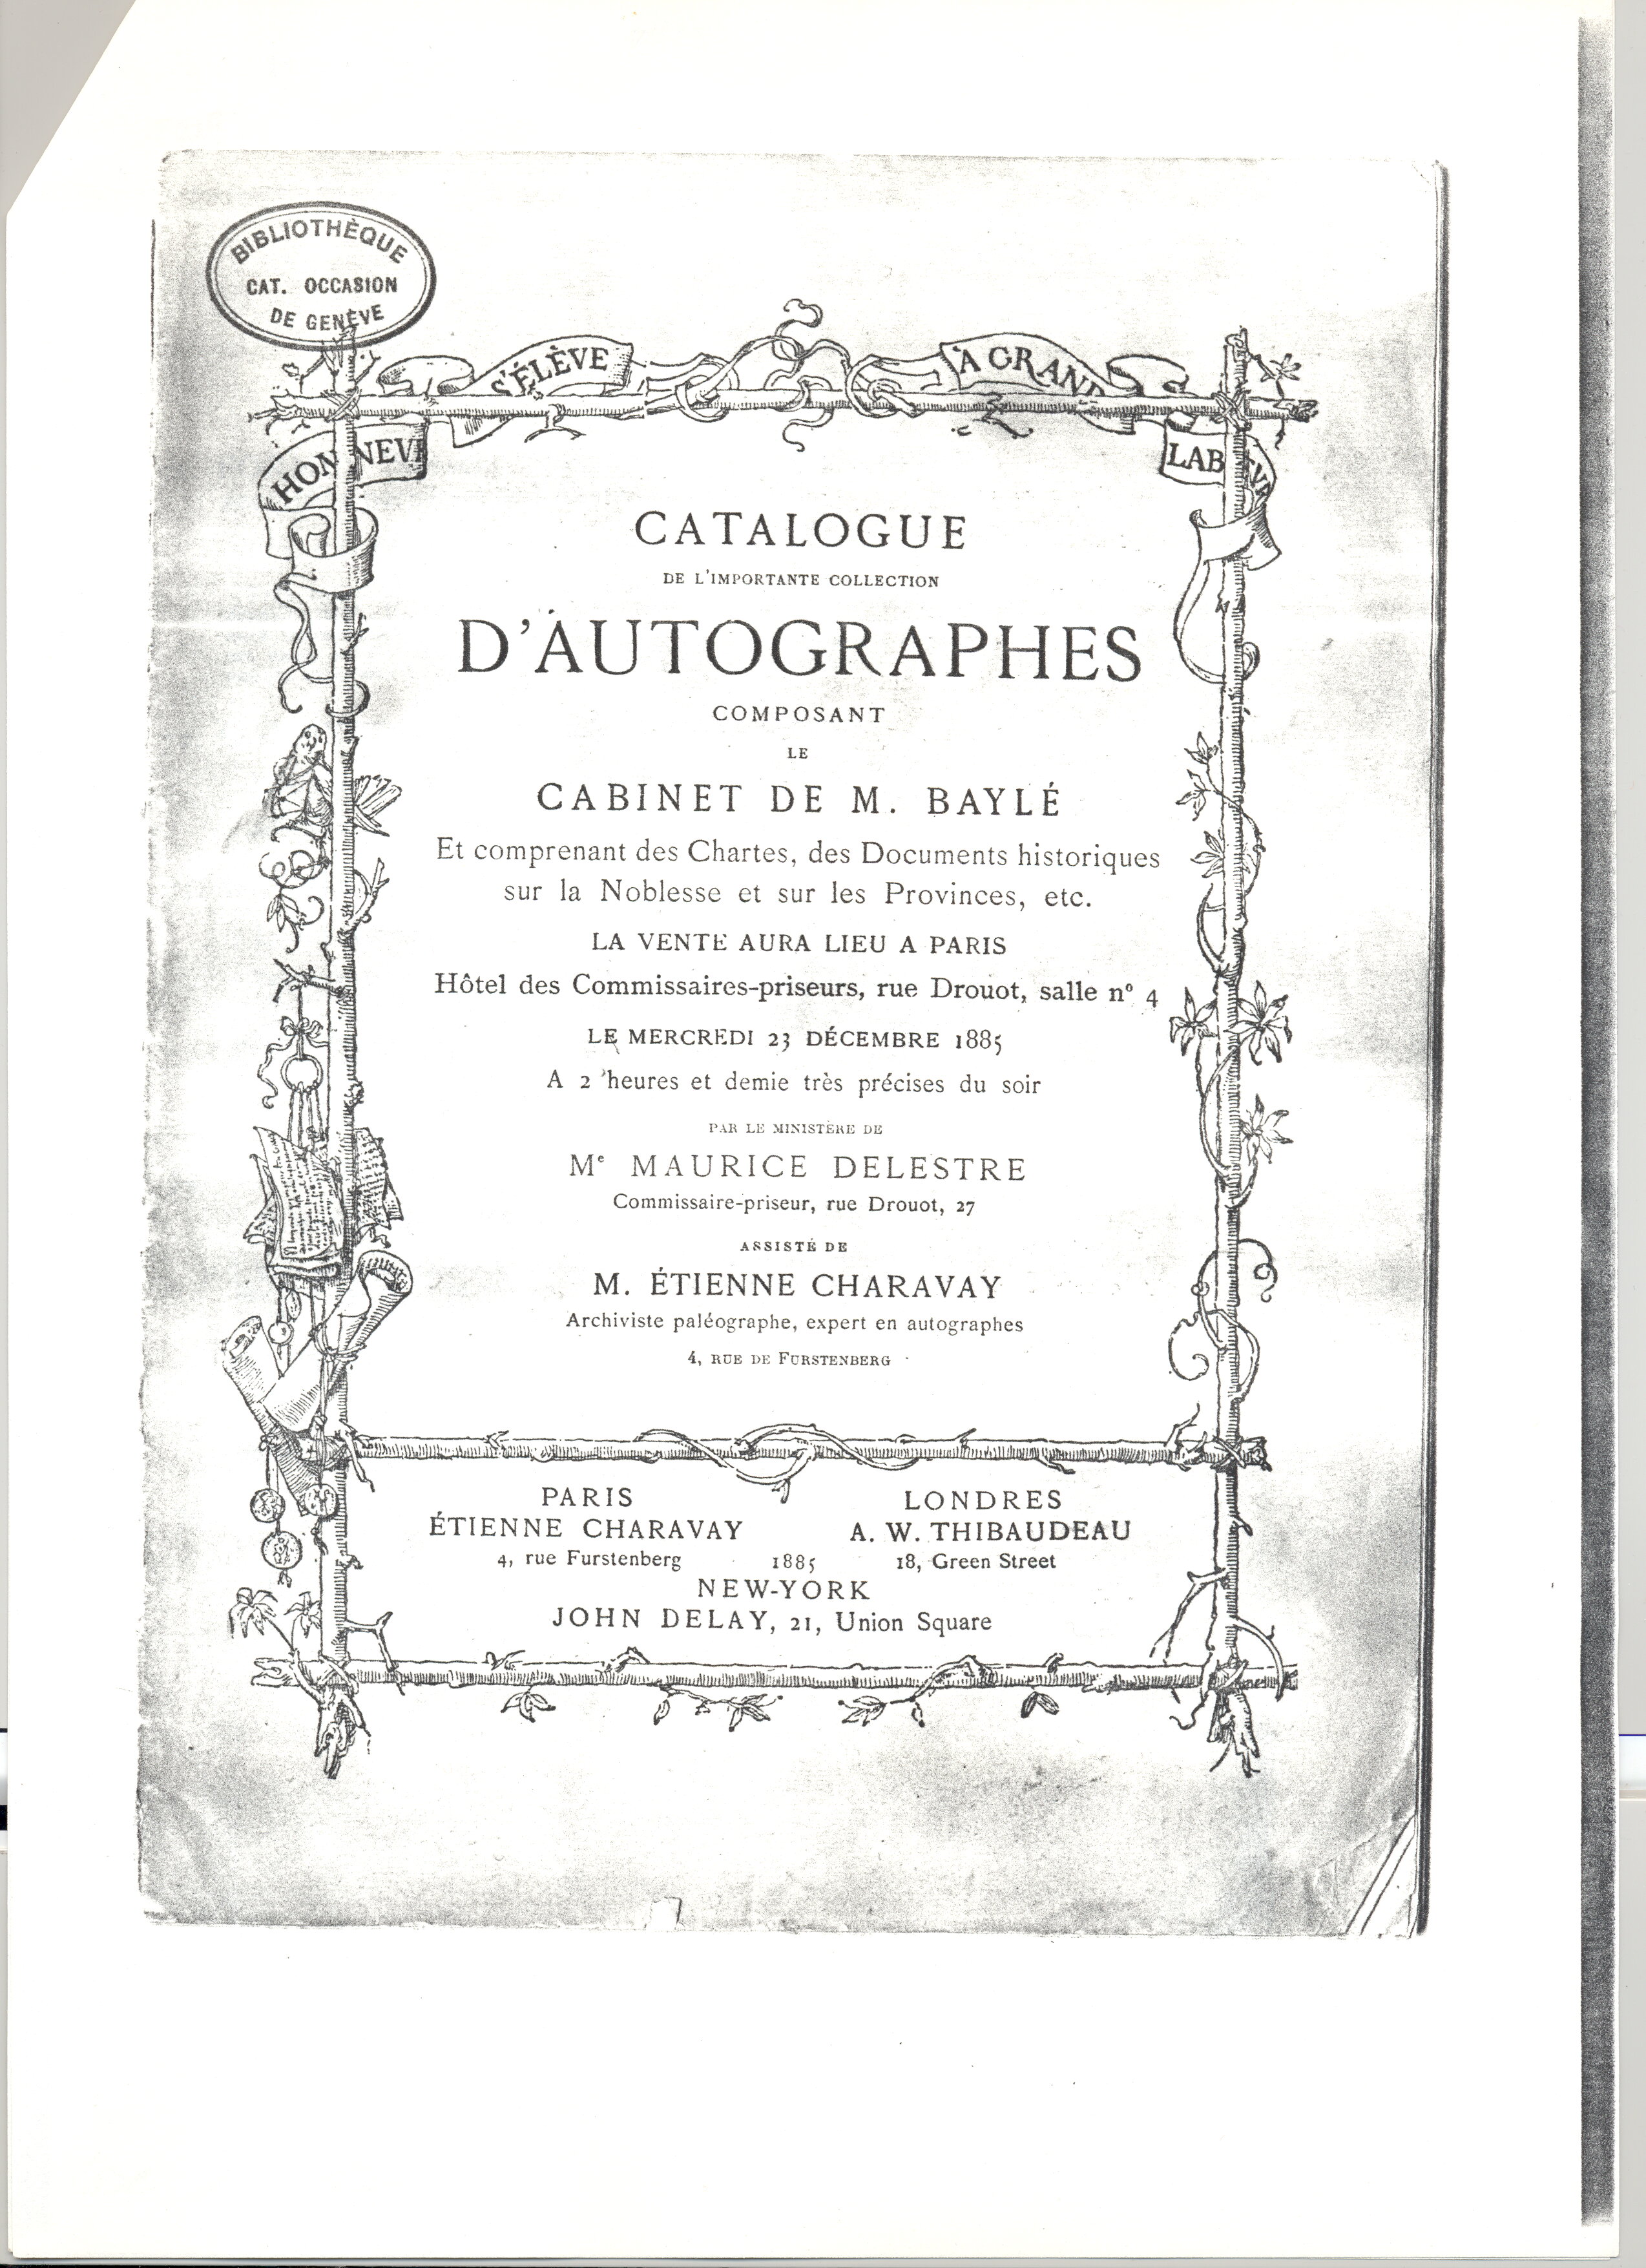 BIBLIOTHÈQUE
CAT. OCCASION
DE GENÈVE
HONNEVR
S'ÉLÈVE
A GRAND
LABEVR
CATALOGUE
DE L'IMPORTANTE COLLECTION
D'AUTOGRAPHES
COMPOSANT
LE
CABINET DE M. BAYLÉ
Et comprenant des Chartes, des Documents historiques
sur la Noblesse et sur les Provinces, etc.
LA VENTE AURA LIEU A PARIS
Hôtel des Commissaires-priseurs, rue Drouot, salle nº 4
LE MERCREDI 23 DÉCEMBRE 1885
A 2 heures et demie très précises du soir
PAR LE MINISTÈRE DE
Me MAURICE DELESTRE
Commissaire-priseur, rue Drouot, 27
ASSISTÉ DE
M. ÉTIENNE CHARAVAY
Archiviste paléographe, expert en autographes
4, RUE DE FURSTENBERG
PARIS
ÉTIENNE CHARAVAY
4, rue Furstenberg
1885
LONDRES
A. W. THIBAUDEAU
18, Green Street
NEW-YORK
JOHN DELAY, 21, Union Square